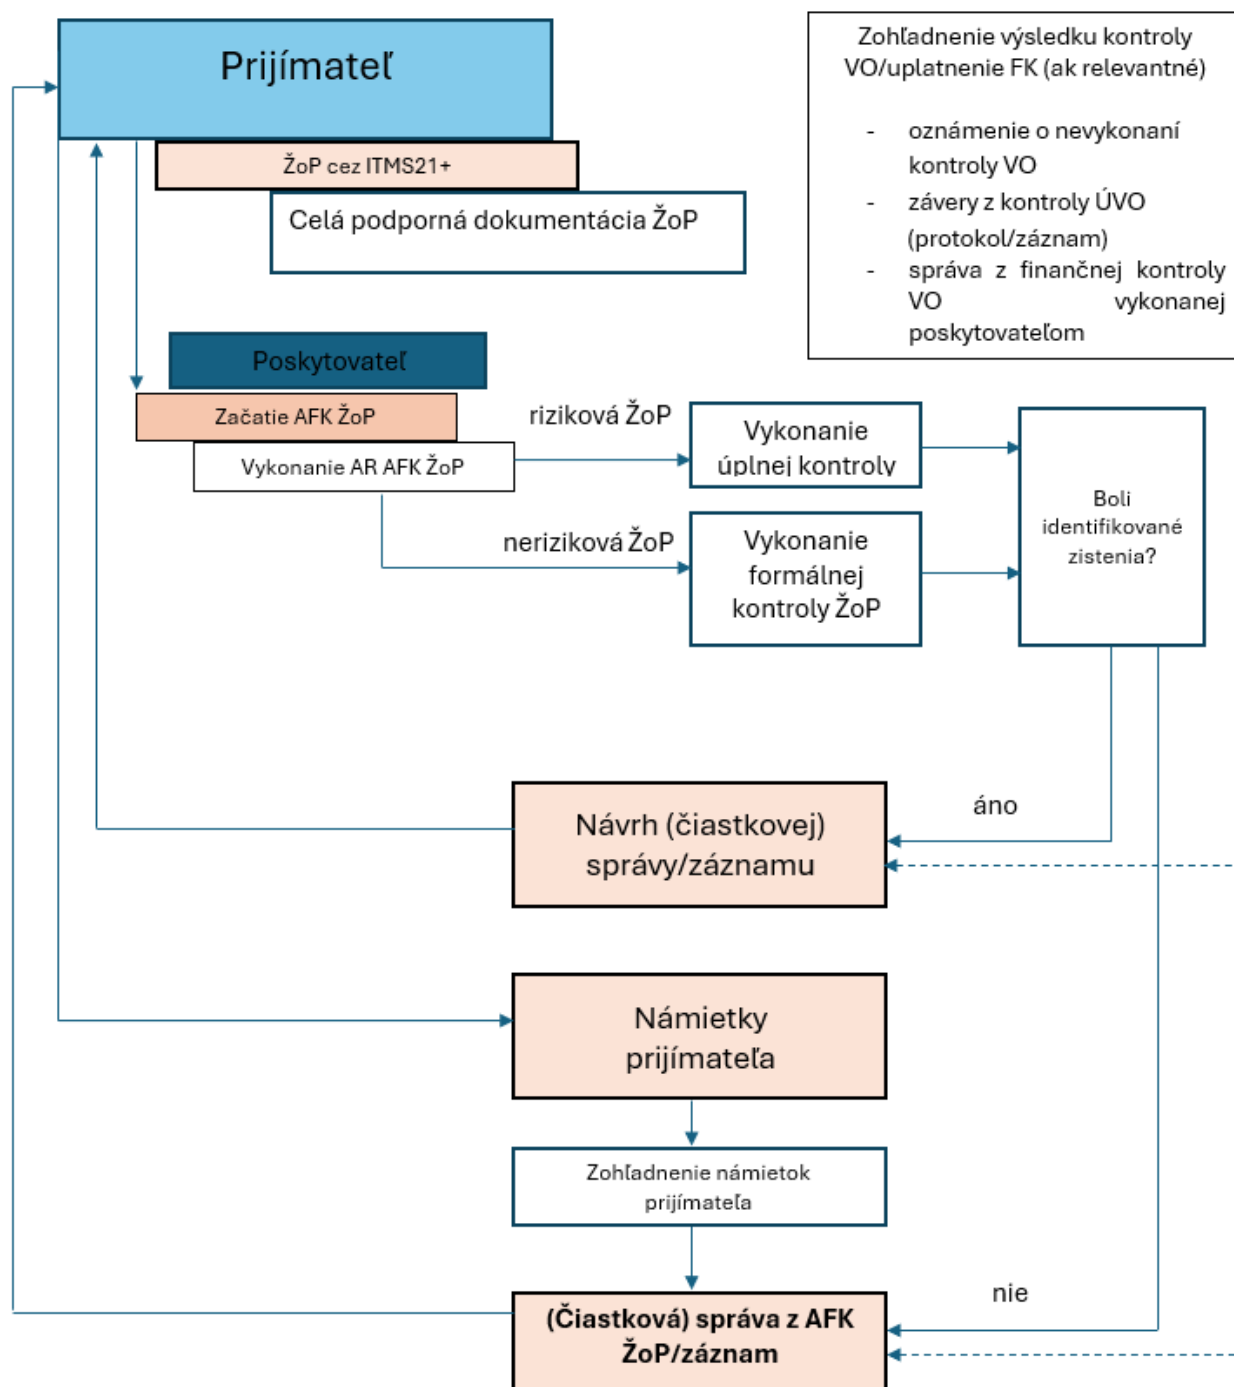 Prijímateľ
ŽoP cez ITMS21+
Celá podporná dokumentácia ŽoP
Zohľadnenie výsledku kontroly
VO/uplatnenie FK (ak relevantné)
- oznámenie o nevykonaní
kontroly VO
- závery z kontroly ÚVO
(protokol/záznam)
- správa z finančnej kontroly
VO vykonanej
poskytovateľom
Poskytovateľ
Začatie AFK ŽoP
Vykonanie AR AFK ŽoP
riziková ŽoP
Vykonanie
úplnej kontroly
neriziková ŽoP
Vykonanie
formálnej
kontroly ŽoP
Boli
identifikované
zistenia?
áno
Návrh (čiastkovej)
správy/záznamu
Námietky
prijímateľa
Zohľadnenie námietok
prijímateľa
nie
(Čiastková) správa z AFK
ŽoP/záznam